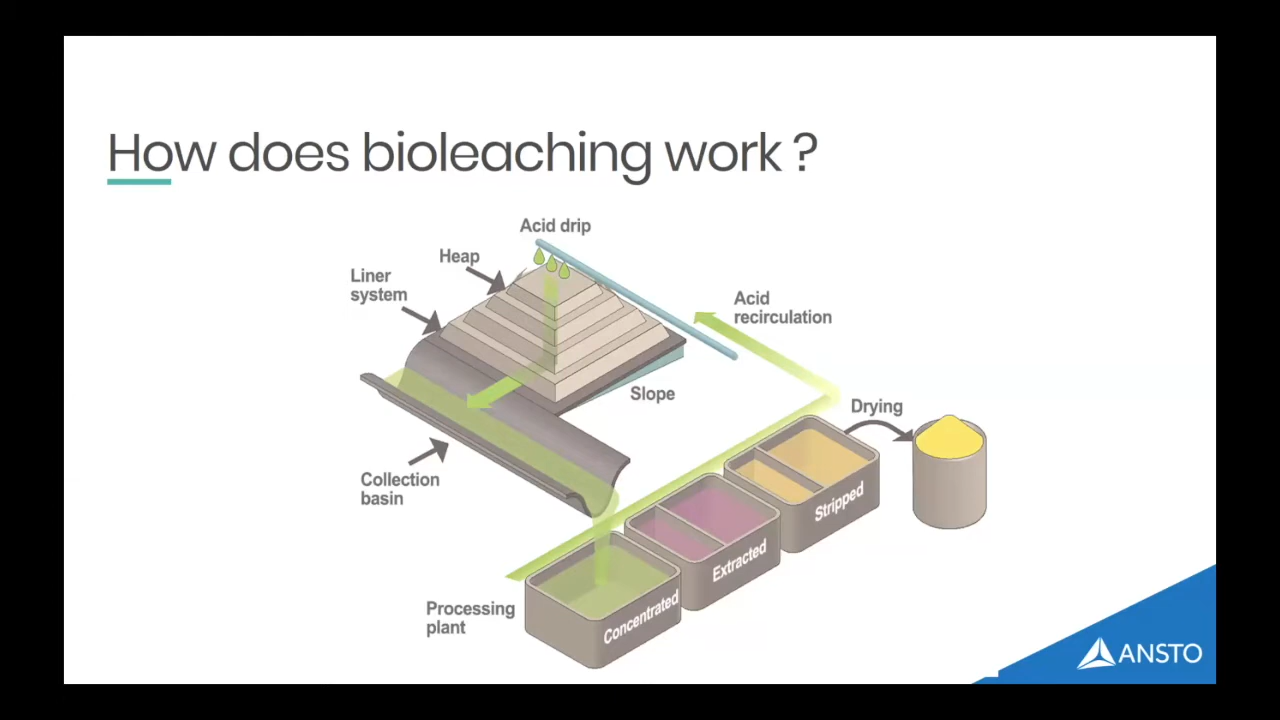 How does bioleaching work ?
Acid drip
Heap
Liner
system
Acid
recirculation
Slope
Drying
Collection
basin
Stripped
Extracted
Concentrated
Processing
plant
ANSTO